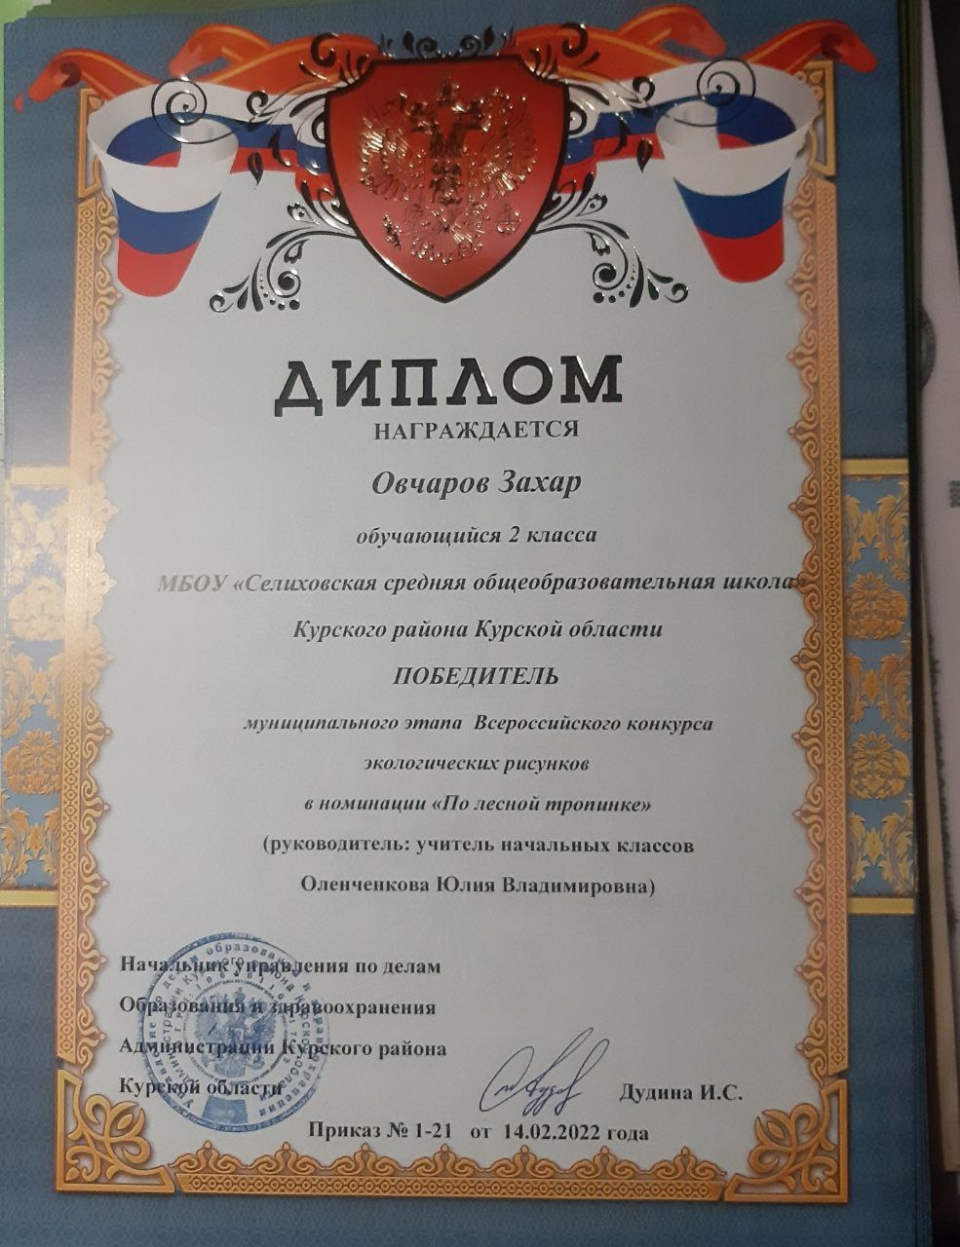 ДИПЛОМ
НАГРАЖДАЕТСЯ
Овчаров Захар
обучающийся 2 класса
МБОУ «Селиховская средняя общеобразовательная школа»
Курского района Курской области
ПОБЕДИТЕЛЬ
муниципального этапа Всероссийского конкурса
экологических рисунков
в номинации «По лесной тропинке»
(руководитель: учитель начальных классов
Оленченкова Юлия Владимировна)
Начальник управления по делам
Образования и здравоохранения
Администрации Курского района
Курской области
Дудина И.С.
Приказ № 1-21 от 14.02.2022 года